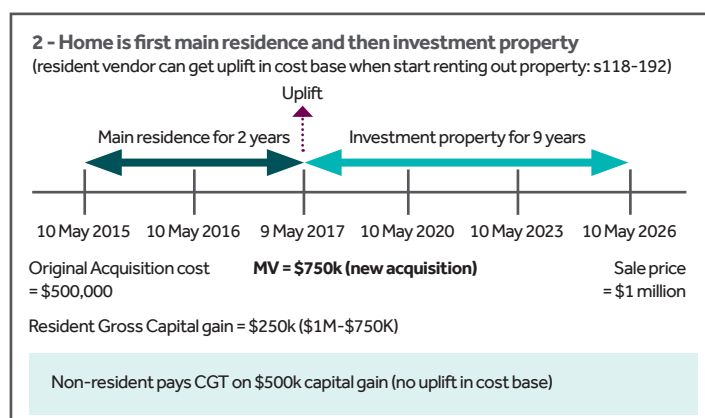 2 - Home is first main residence and then investment property
(resident vendor can get uplift in cost base when start renting out property: s118-192)
Uplift
Main residence for 2 years Investment property for 9 years
10 May 2015 10 May 2016 9 May 2017 10 May 2020 10 May 2023 10 May 2026
Original Acquisition cost MV = $750k (new acquisition) Sale price
= $500,000 = $1 million
Resident Gross Capital gain = $250k ($1M-$750K)
Non-resident pays CGT on $500k capital gain (no uplift in cost base)